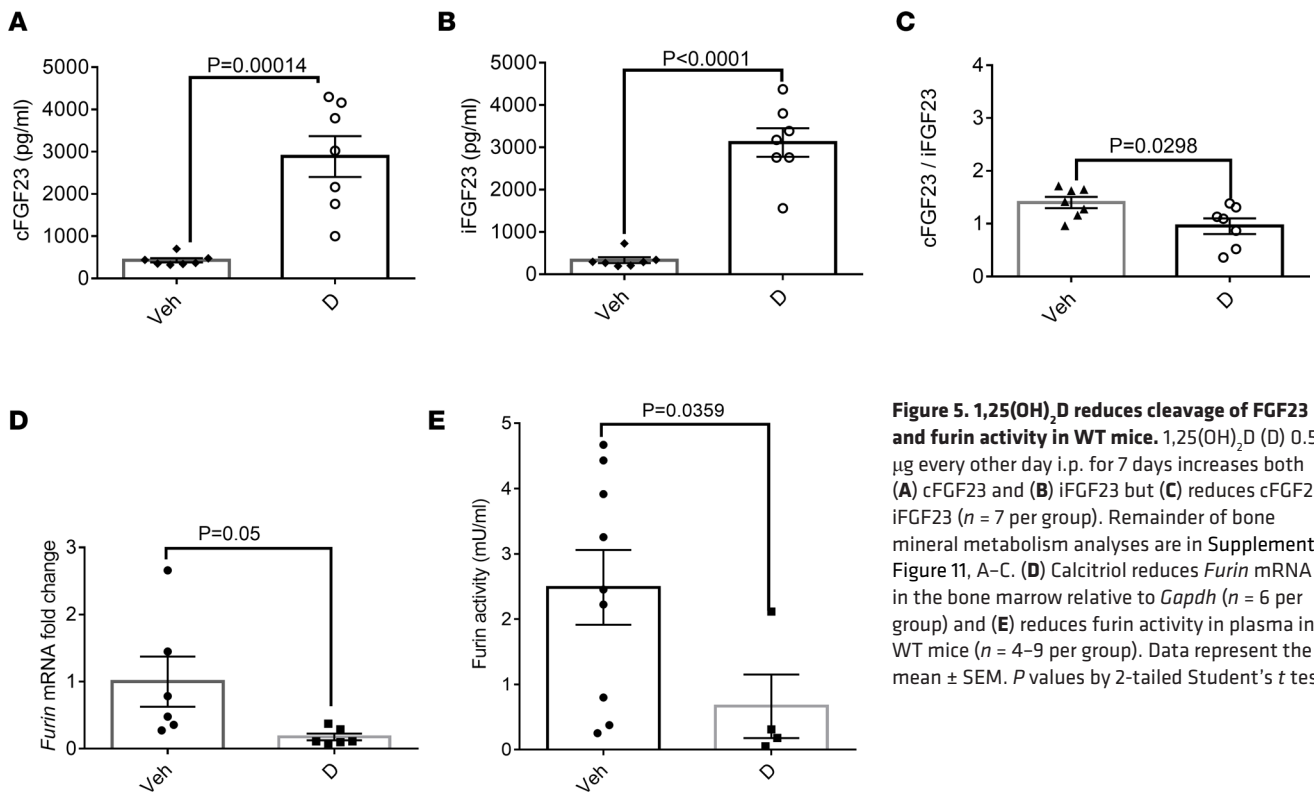 A
B
C
5000
4000
3000
2000
1000
0
cFGF23 (pg/ml)
P=0.00014
Veh
D
5000
4000
3000
2000
1000
0
iFGF23 (pg/ml)
P<0.0001
Veh
D
4
3
2
1
0
cFGF23 / iFGF23
P=0.0298
Veh
D
D
E
3
2
1
0
Furin mRNA fold change
P=0.05
Veh
D
5
4
3
2
1
0
Furin activity (mU/ml)
P=0.0359
Veh
D
Figure 5. 1,25(OH)2D reduces cleavage of FGF23
and furin activity in WT mice. 1,25(OH)2D (D) 0.5
μg every other day i.p. for 7 days increases both
(A) cFGF23 and (B) iFGF23 but (C) reduces cFGF2
iFGF23 (n = 7 per group). Remainder of bone
mineral metabolism analyses are in Supplement
Figure 11, A–C. (D) Calcitriol reduces Furin mRNA
in the bone marrow relative to Gapdh (n = 6 per
group) and (E) reduces furin activity in plasma in
WT mice (n = 4–9 per group). Data represent the
mean ± SEM. P values by 2-tailed Student's t tes